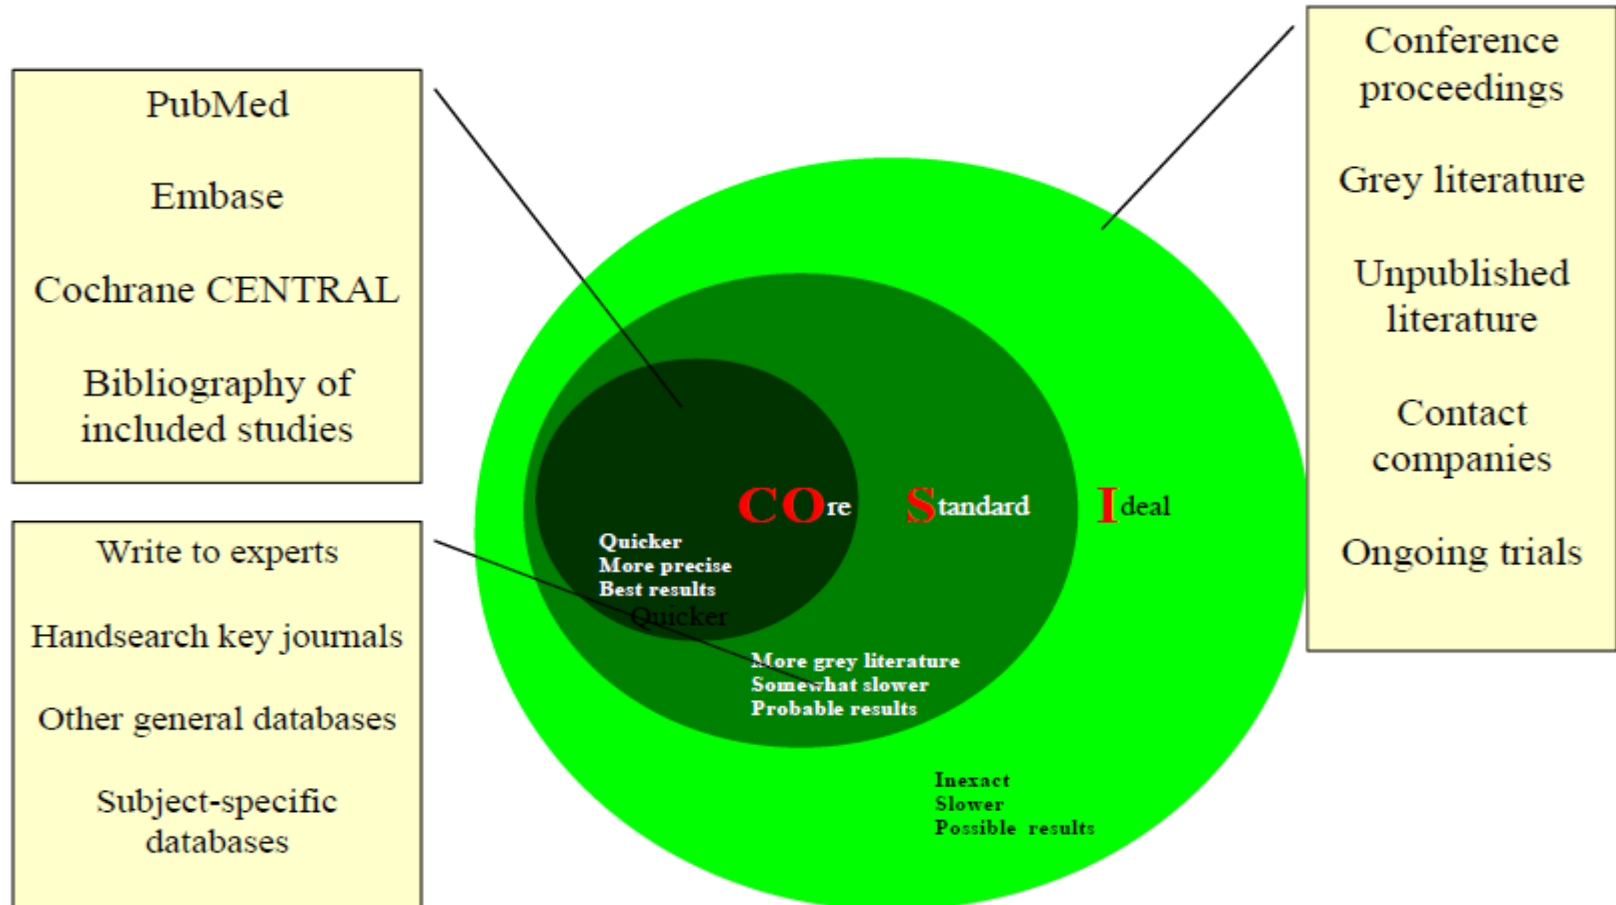 PubMed
Embase
Cochrane CENTRAL
Bibliography of
included studies
Write to experts
Handsearch key journals
Other general databases
Subject-specific
databases
COre
Standard
Ideal
Quicker
More precise
Best results
Quicker
More grey literature
Somewhat slower
Probable results
Inexact
Slower
Possible results
Conference
proceedings
Grey literature
Unpublished
literature
Contact
companies
Ongoing trials